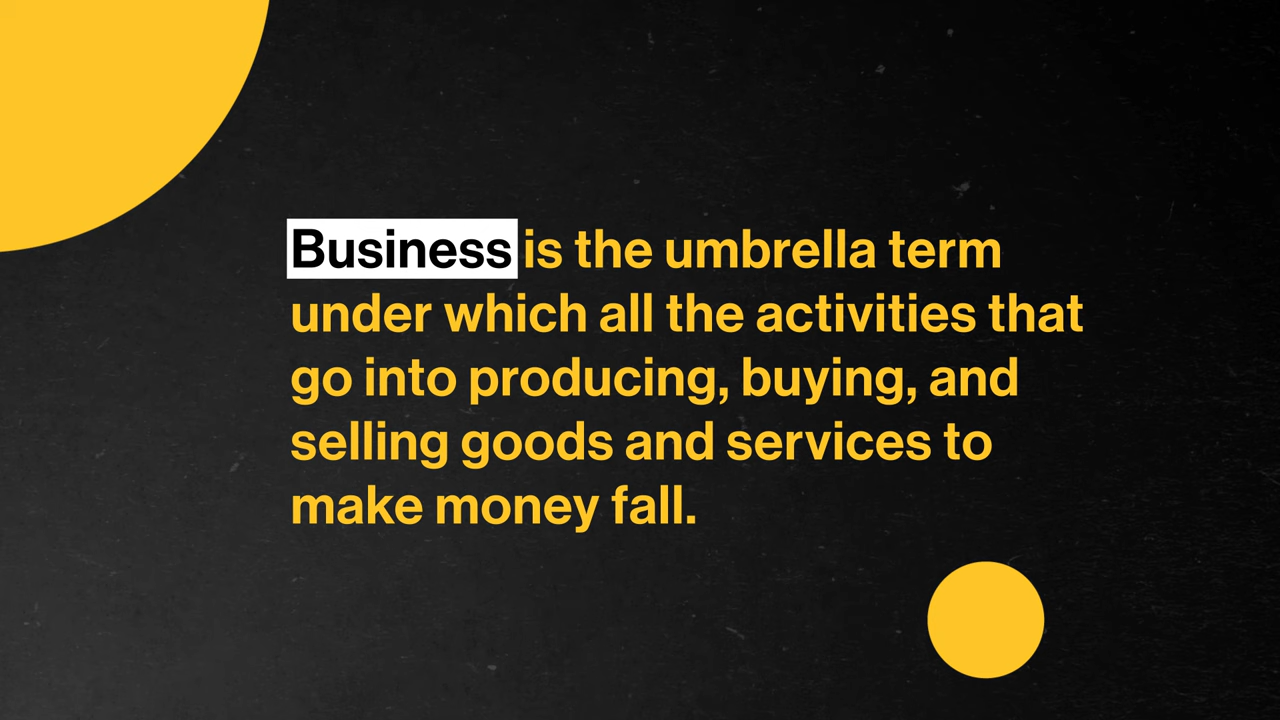 Business is the umbrella term
under which all the activities that
go into producing, buying, and
selling goods and services to
make money fall.